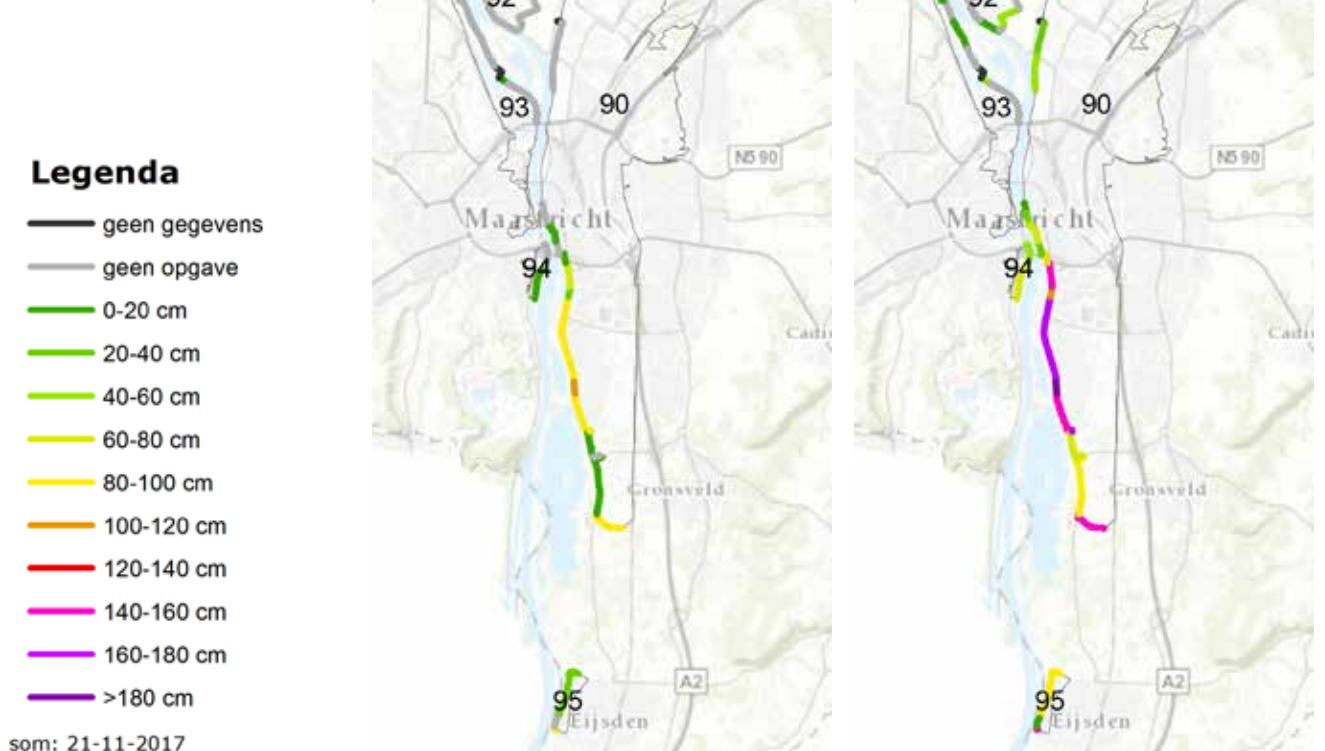 Legenda
geen gegevens
geen opgave
0-20 cm
20-40 cm
40-60 cm
60-80 cm
80-100 cm
100-120 cm
120-140 cm
140-160 cm
160-180 cm
>180 cm
som: 21-11-2017
92
93
90
N590
Maastricht
94
Gronsveld
A2
95
Eijsden
92
93
90
N590
Maastricht
94
Gronsveld
A2
95
Eijsden